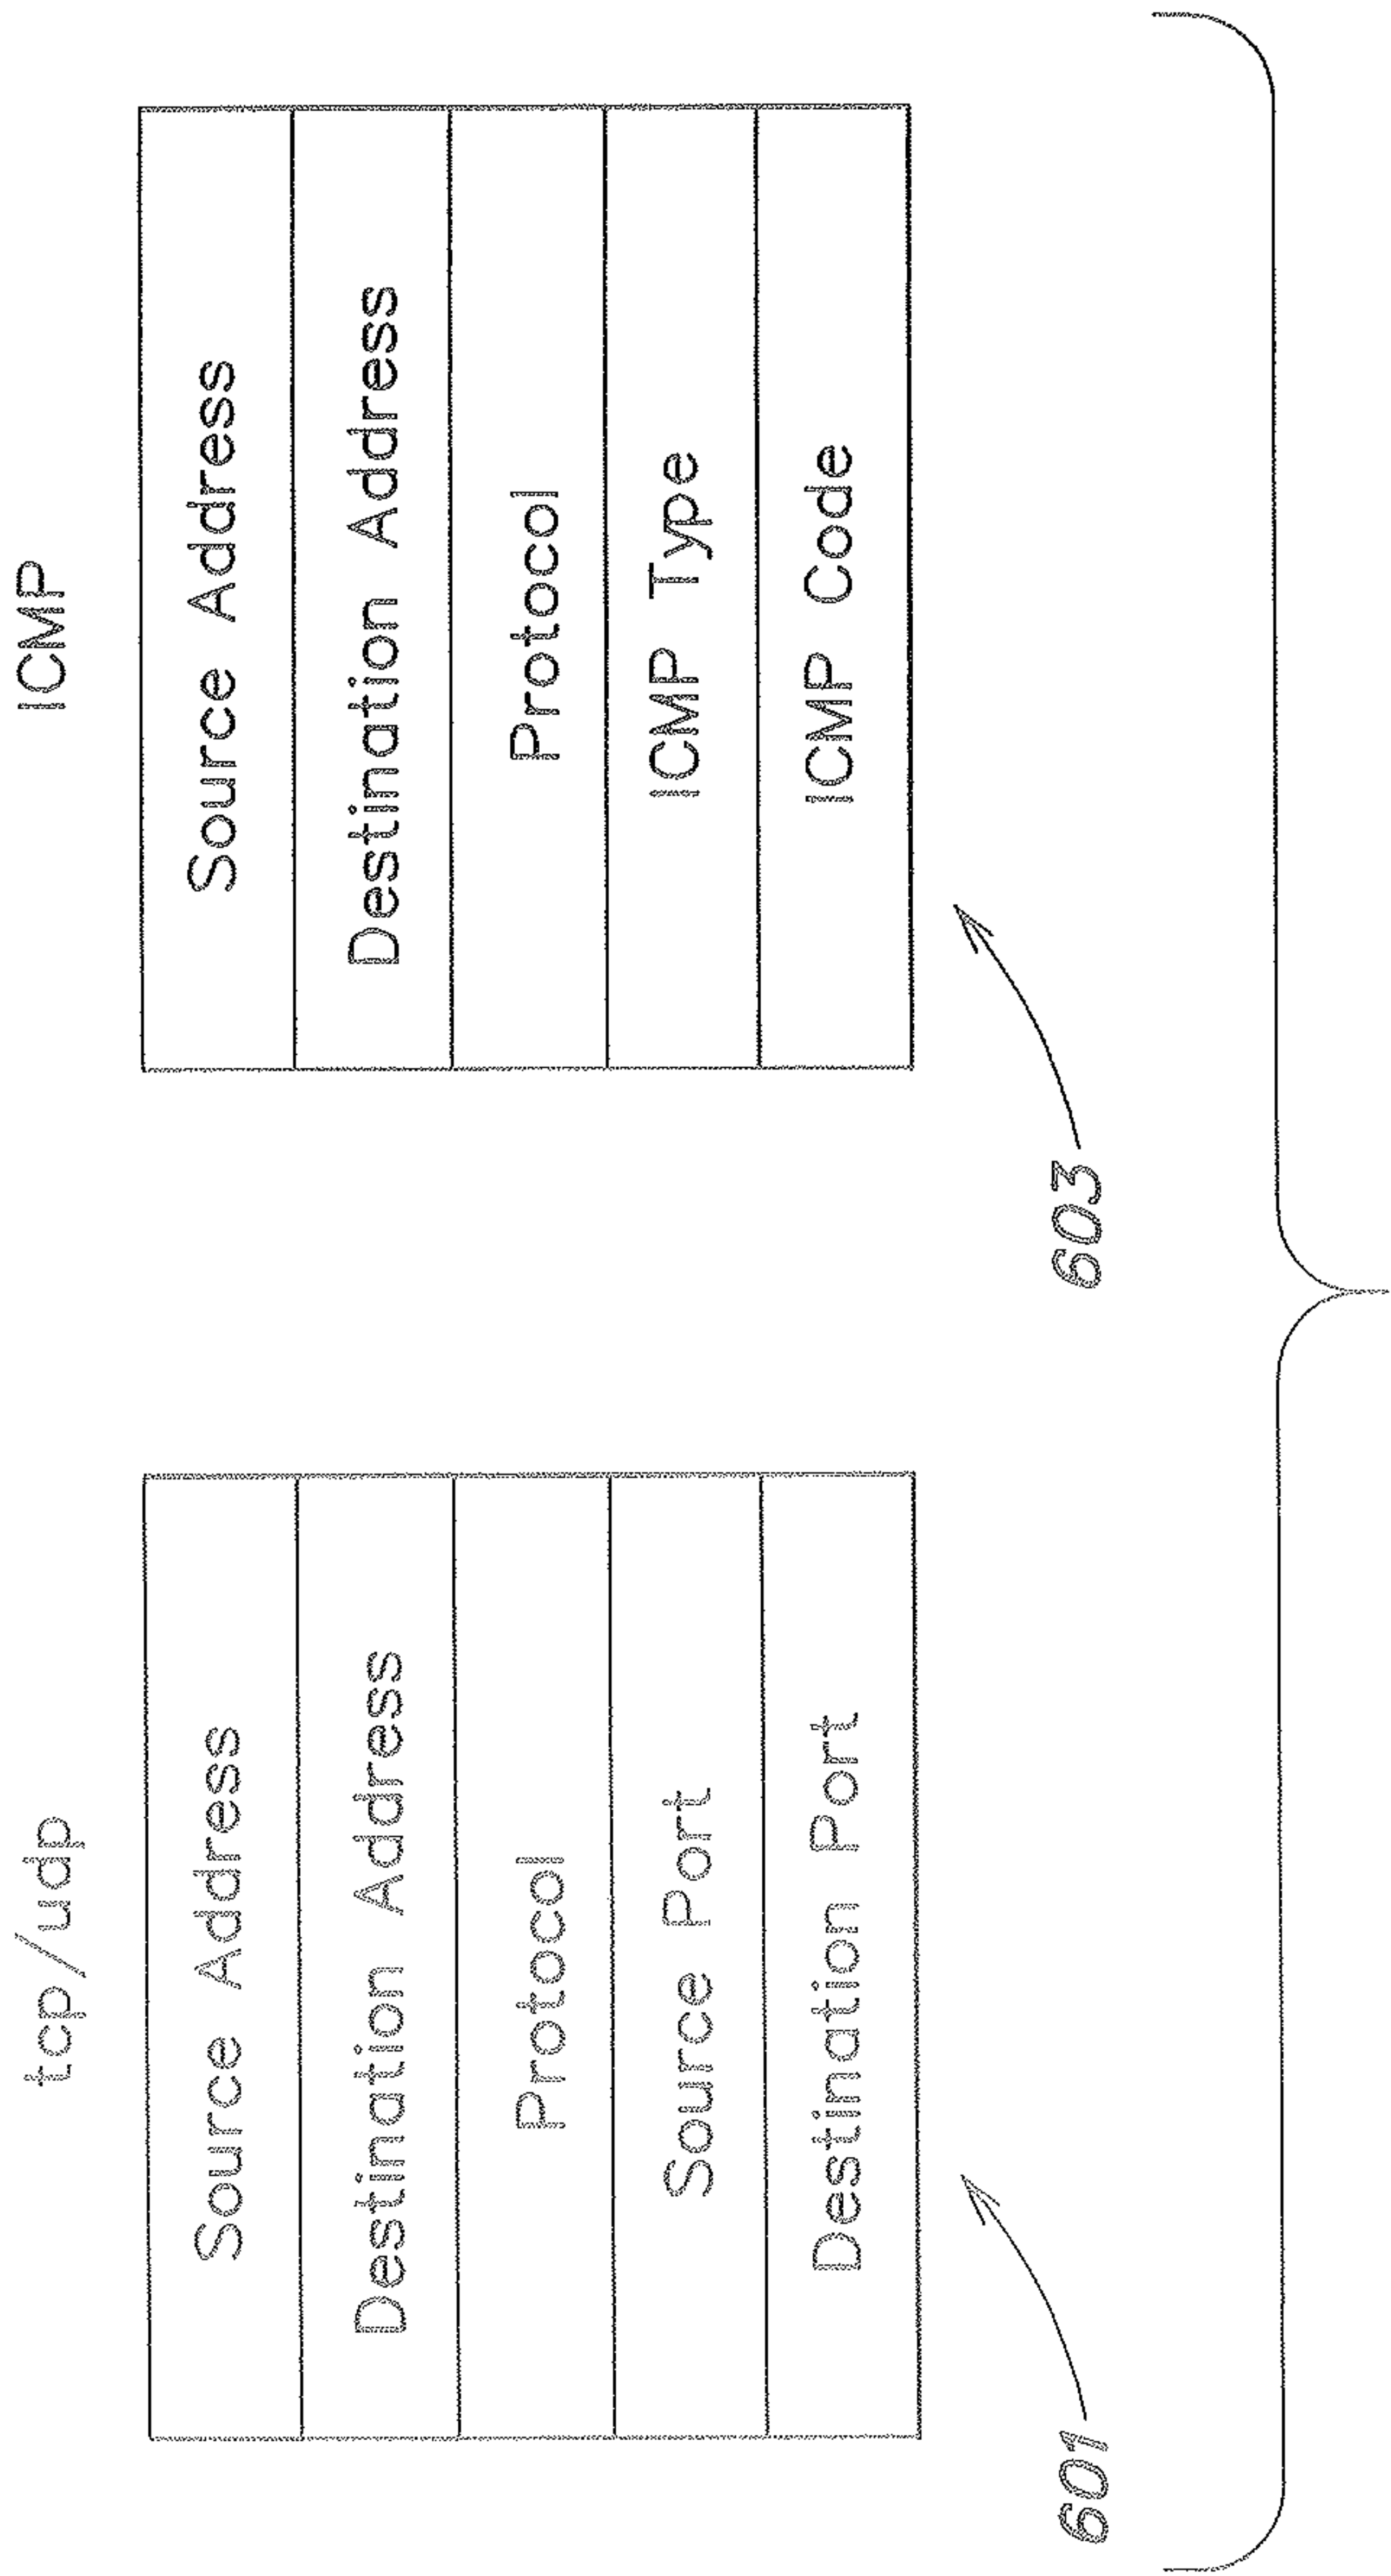 tcp/udp
Source Address
Destination Address
Protocol
Source Port
Destination Port
601
ICMP
Source Address
Destination Address
Protocol
ICMP Type
ICMP Code
603